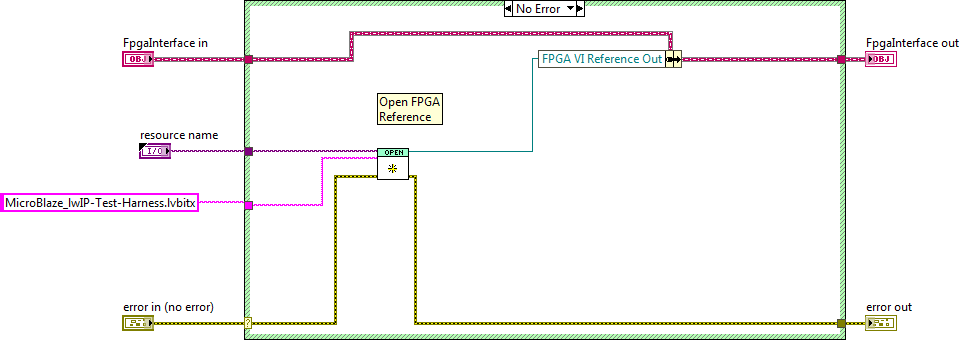 No Error
FpgaInterface in
OBJ
FPGA VI Reference Out
FpgaInterface out
OBJ
Open FPGA
Reference
resource name
I/O
OPEN
MicroBlaze_lwIP-Test-Harness.lvbitx
error in (no error)
?
error out